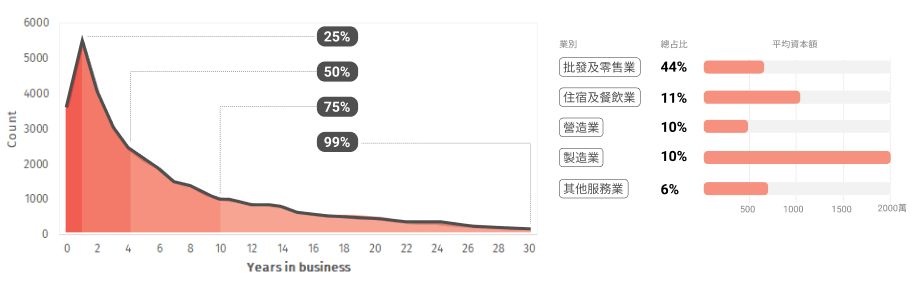 6000
5000
4000
3000
2000
1000
0
Count
25%
50%
75%
99%
0 2 4 6 8 10 12 14 16 18 20 22 24 26 28 30
Years in business
業別 總占比 平均資本額
批發及零售業 44%
住宿及餐飲業 11%
營造業 10%
製造業 10%
其他服務業 6%
500 1000 1500 2000萬